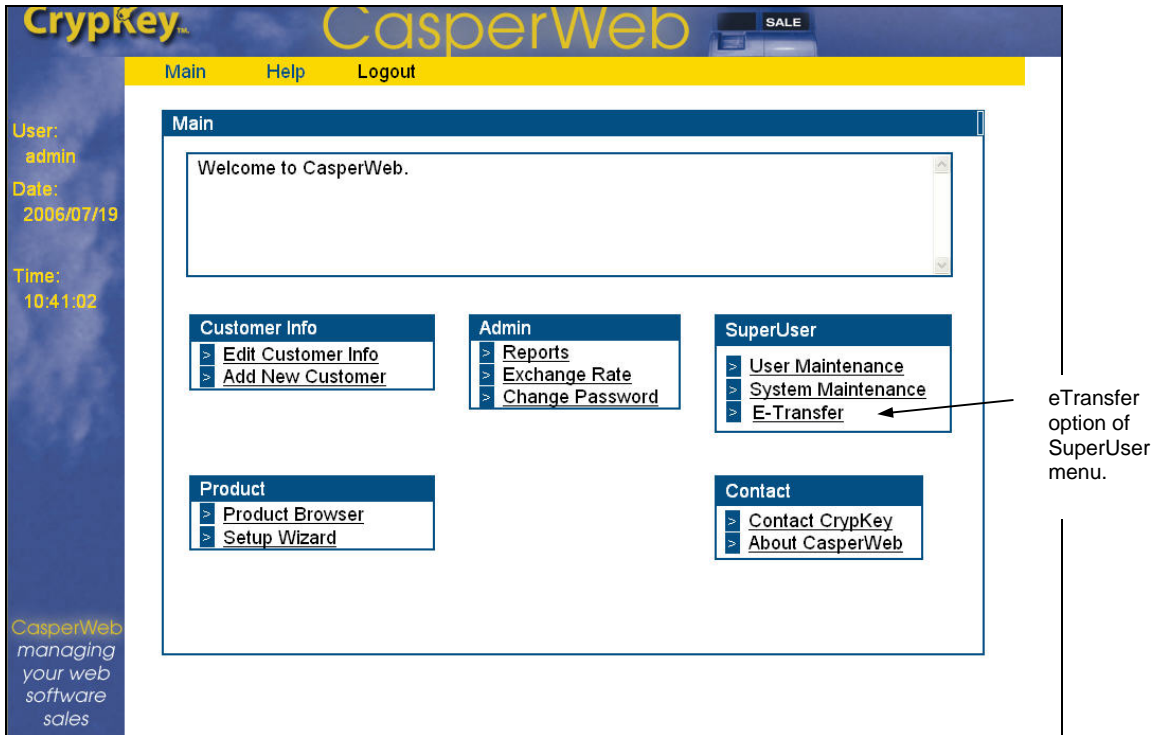 CrypKey™
CasperWeb
SALE
Main Help Logout
User:
admin
Date:
2006/07/19
Time:
10:41:02
Main
Welcome to CasperWeb.
Customer Info
> Edit Customer Info
> Add New Customer
Admin
> Reports
> Exchange Rate
> Change Password
SuperUser
> User Maintenance
> System Maintenance
> E-Transfer
eTransfer
option of
SuperUser
menu.
Product
> Product Browser
> Setup Wizard
Contact
> Contact CrypKey
> About CasperWeb
CasperWeb
managing
your web
software
sales